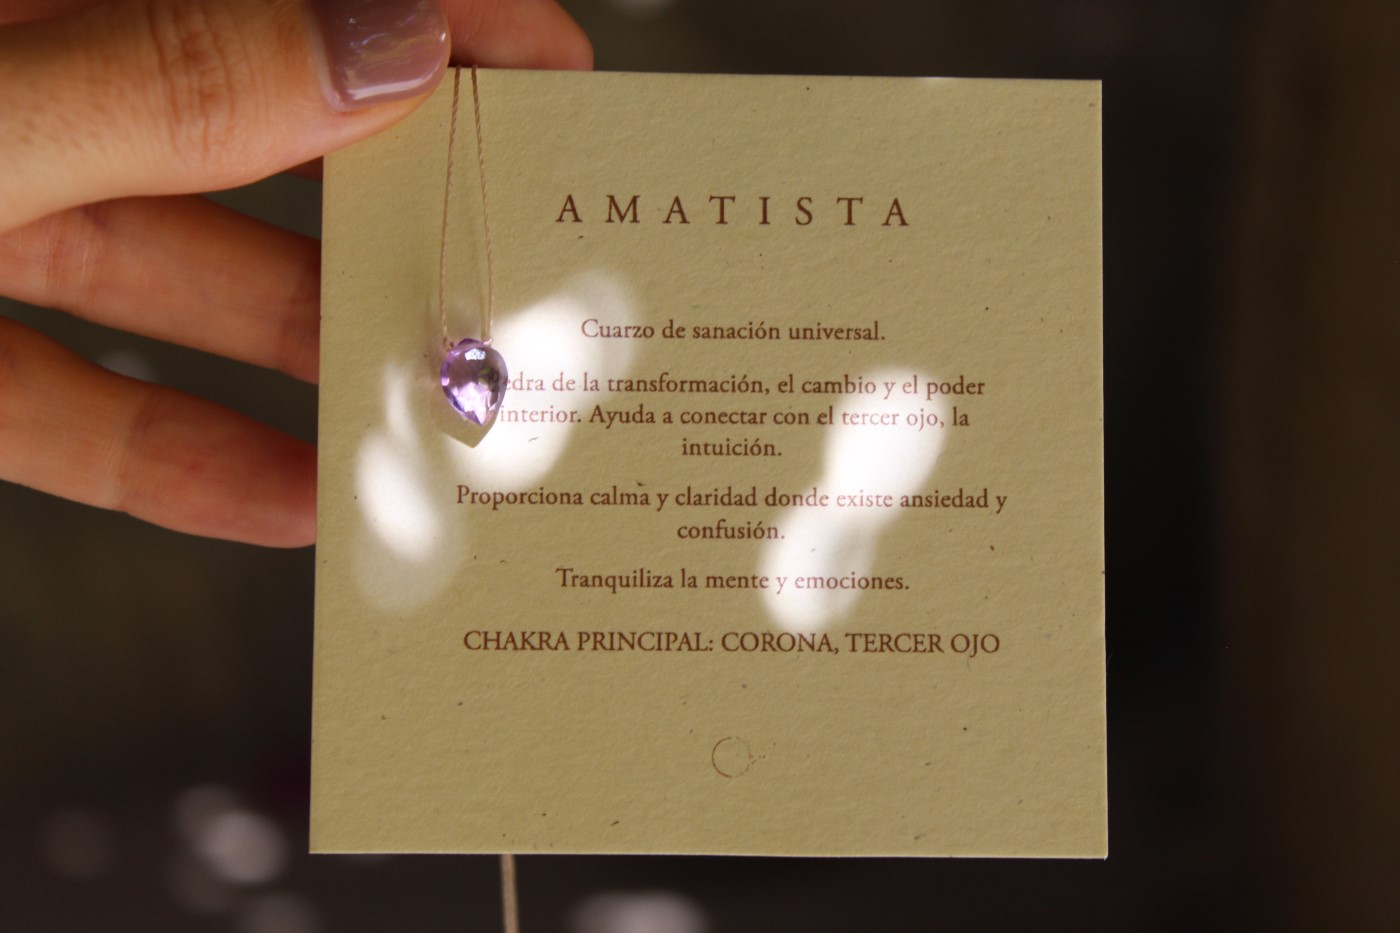 AMATISTA
Cuarzo de sanación universal.
de la transformación, el cambio y el poder
interior. Ayuda a conectar con el tercer ojo, la
intuición.
Proporciona calma y claridad donde existe ansiedad y
confusión.
Tranquiliza la mente y emociones.
CHAKRA PRINCIPAL: CORONA, TERCER OJO